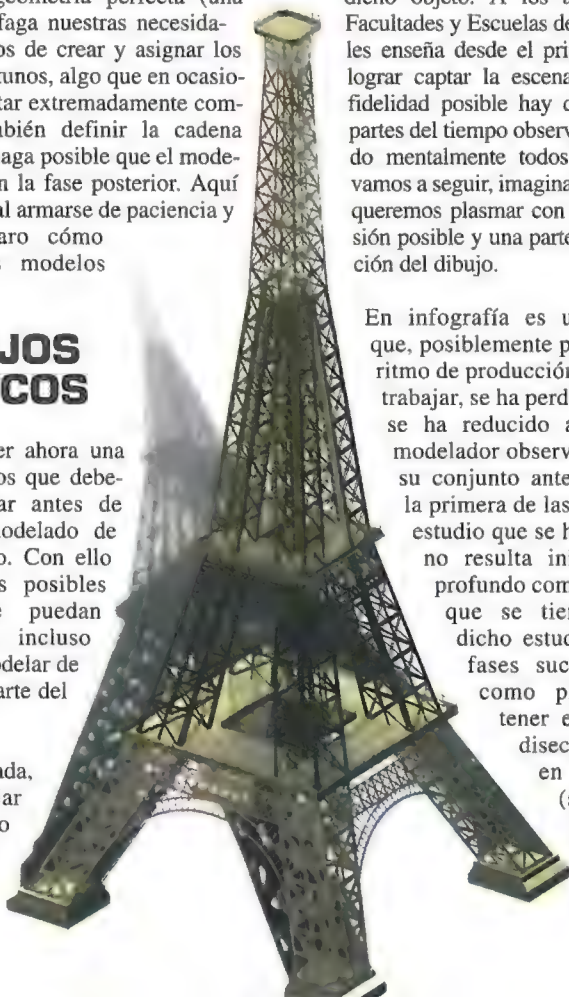 geometría perfecta (una
faga nuestras necesida-
os de crear y asignar los
tunos, algo que en ocasio-
tar extremadamente com-
mbién definir la cadena
aga posible que el mode-
n la fase posterior. Aquí
al armarse de paciencia y
aro cómo
s modelos
JOS
COS
er ahora una
os que debe-
ar antes de
odelado de
o. Con ello
s posibles
e puedan
incluso
odelar de
arte del
ada,
ar
o
dicho objeto. A los a
Facultades y Escuelas de
les enseña desde el pri
lograr captar la escena
fidelidad posible hay q
partes del tiempo observ
do mentalmente todos
vamos a seguir, imagina
queremos plasmar con
sión posible y una parte
ción del dibujo.
En infografía es u
que, posiblemente p
ritmo de producción
trabajar, se ha perd
se ha reducido a
modelador observ
su conjunto ante
la primera de las
estudio que se h
no resulta ini
profundo com
que se tien
dicho estud
fases suc
como p
tener e
disec
en
(s